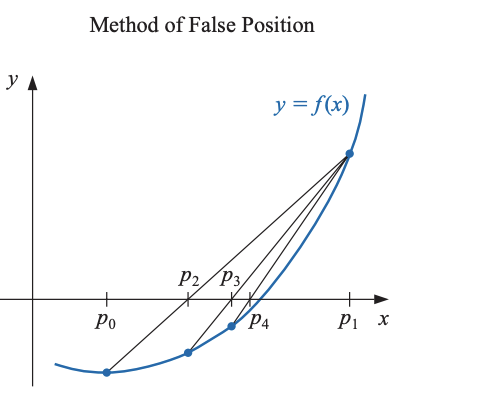 Method of False Position
y
y = f(x)
p₂ p₃
p₀ p₄ p₁ x